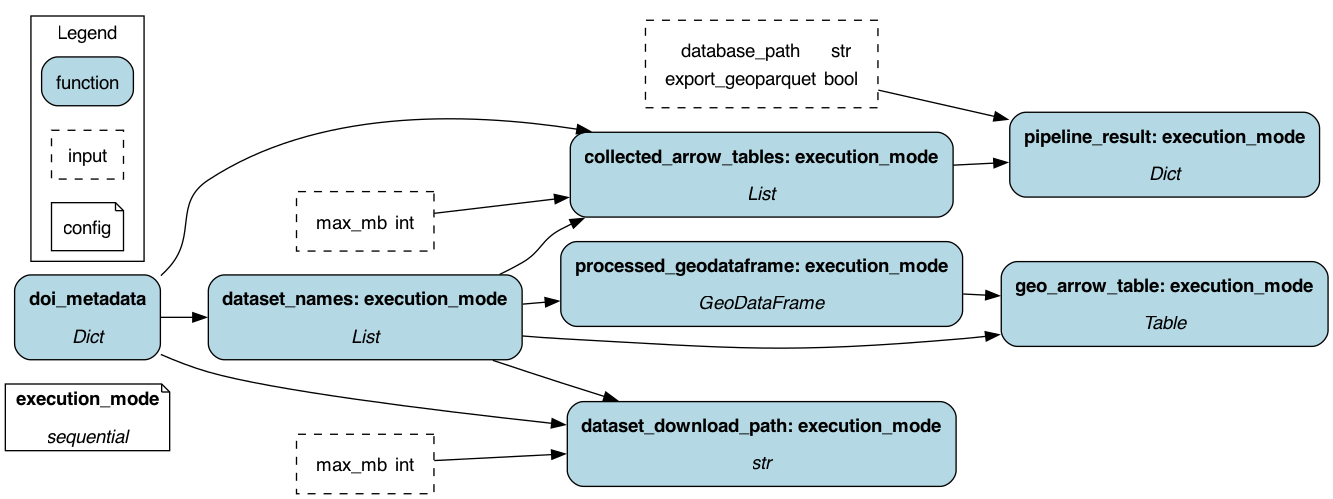 Legend
function
input
config
database_path str
export_geoparquet bool
pipeline_result: execution_mode
Dict
collected_arrow_tables: execution_mode
List
max_mb int
processed_geodataframe: execution_mode
GeoDataFrame
geo_arrow_table: execution_mode
Table
doi_metadata
Dict
dataset_names: execution_mode
List
execution_mode
sequential
dataset_download_path: execution_mode
str
max_mb int